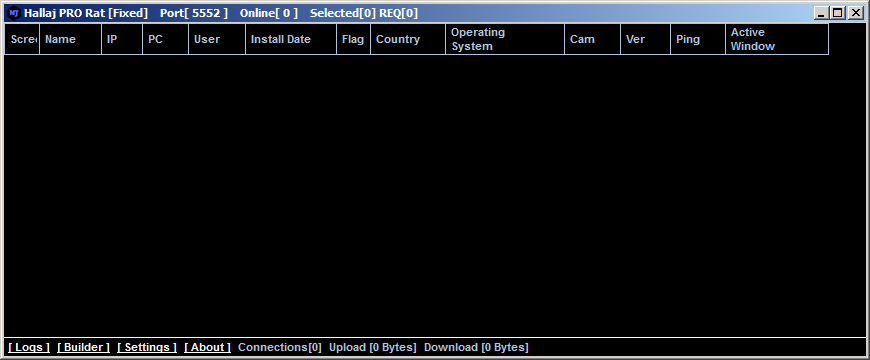 Hallaj PRO Rat [Fixed] Port[ 5552 ] Online[ 0 ] Selected[0] REQ[0]
Name IP PC User Install Date Flag Country Operating System Cam Ver Ping Active Window
[ Logs ] [ Builder ] [ Settings ] [ About ] Connections[0] Upload [0 Bytes] Download [0 Bytes]